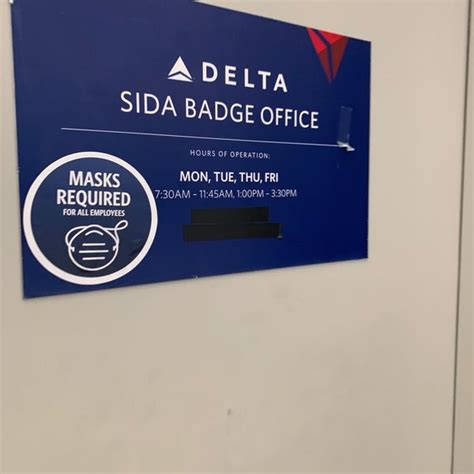 DELTA
SIDA BADGE OFFICE
HOURS OF OPERATION:
MON, TUE, THU, FRI
7:30AM – 11:45AM, 1:00PM – 3:30PM
MASKS
REQUIRED
FOR ALL EMPLOYEES